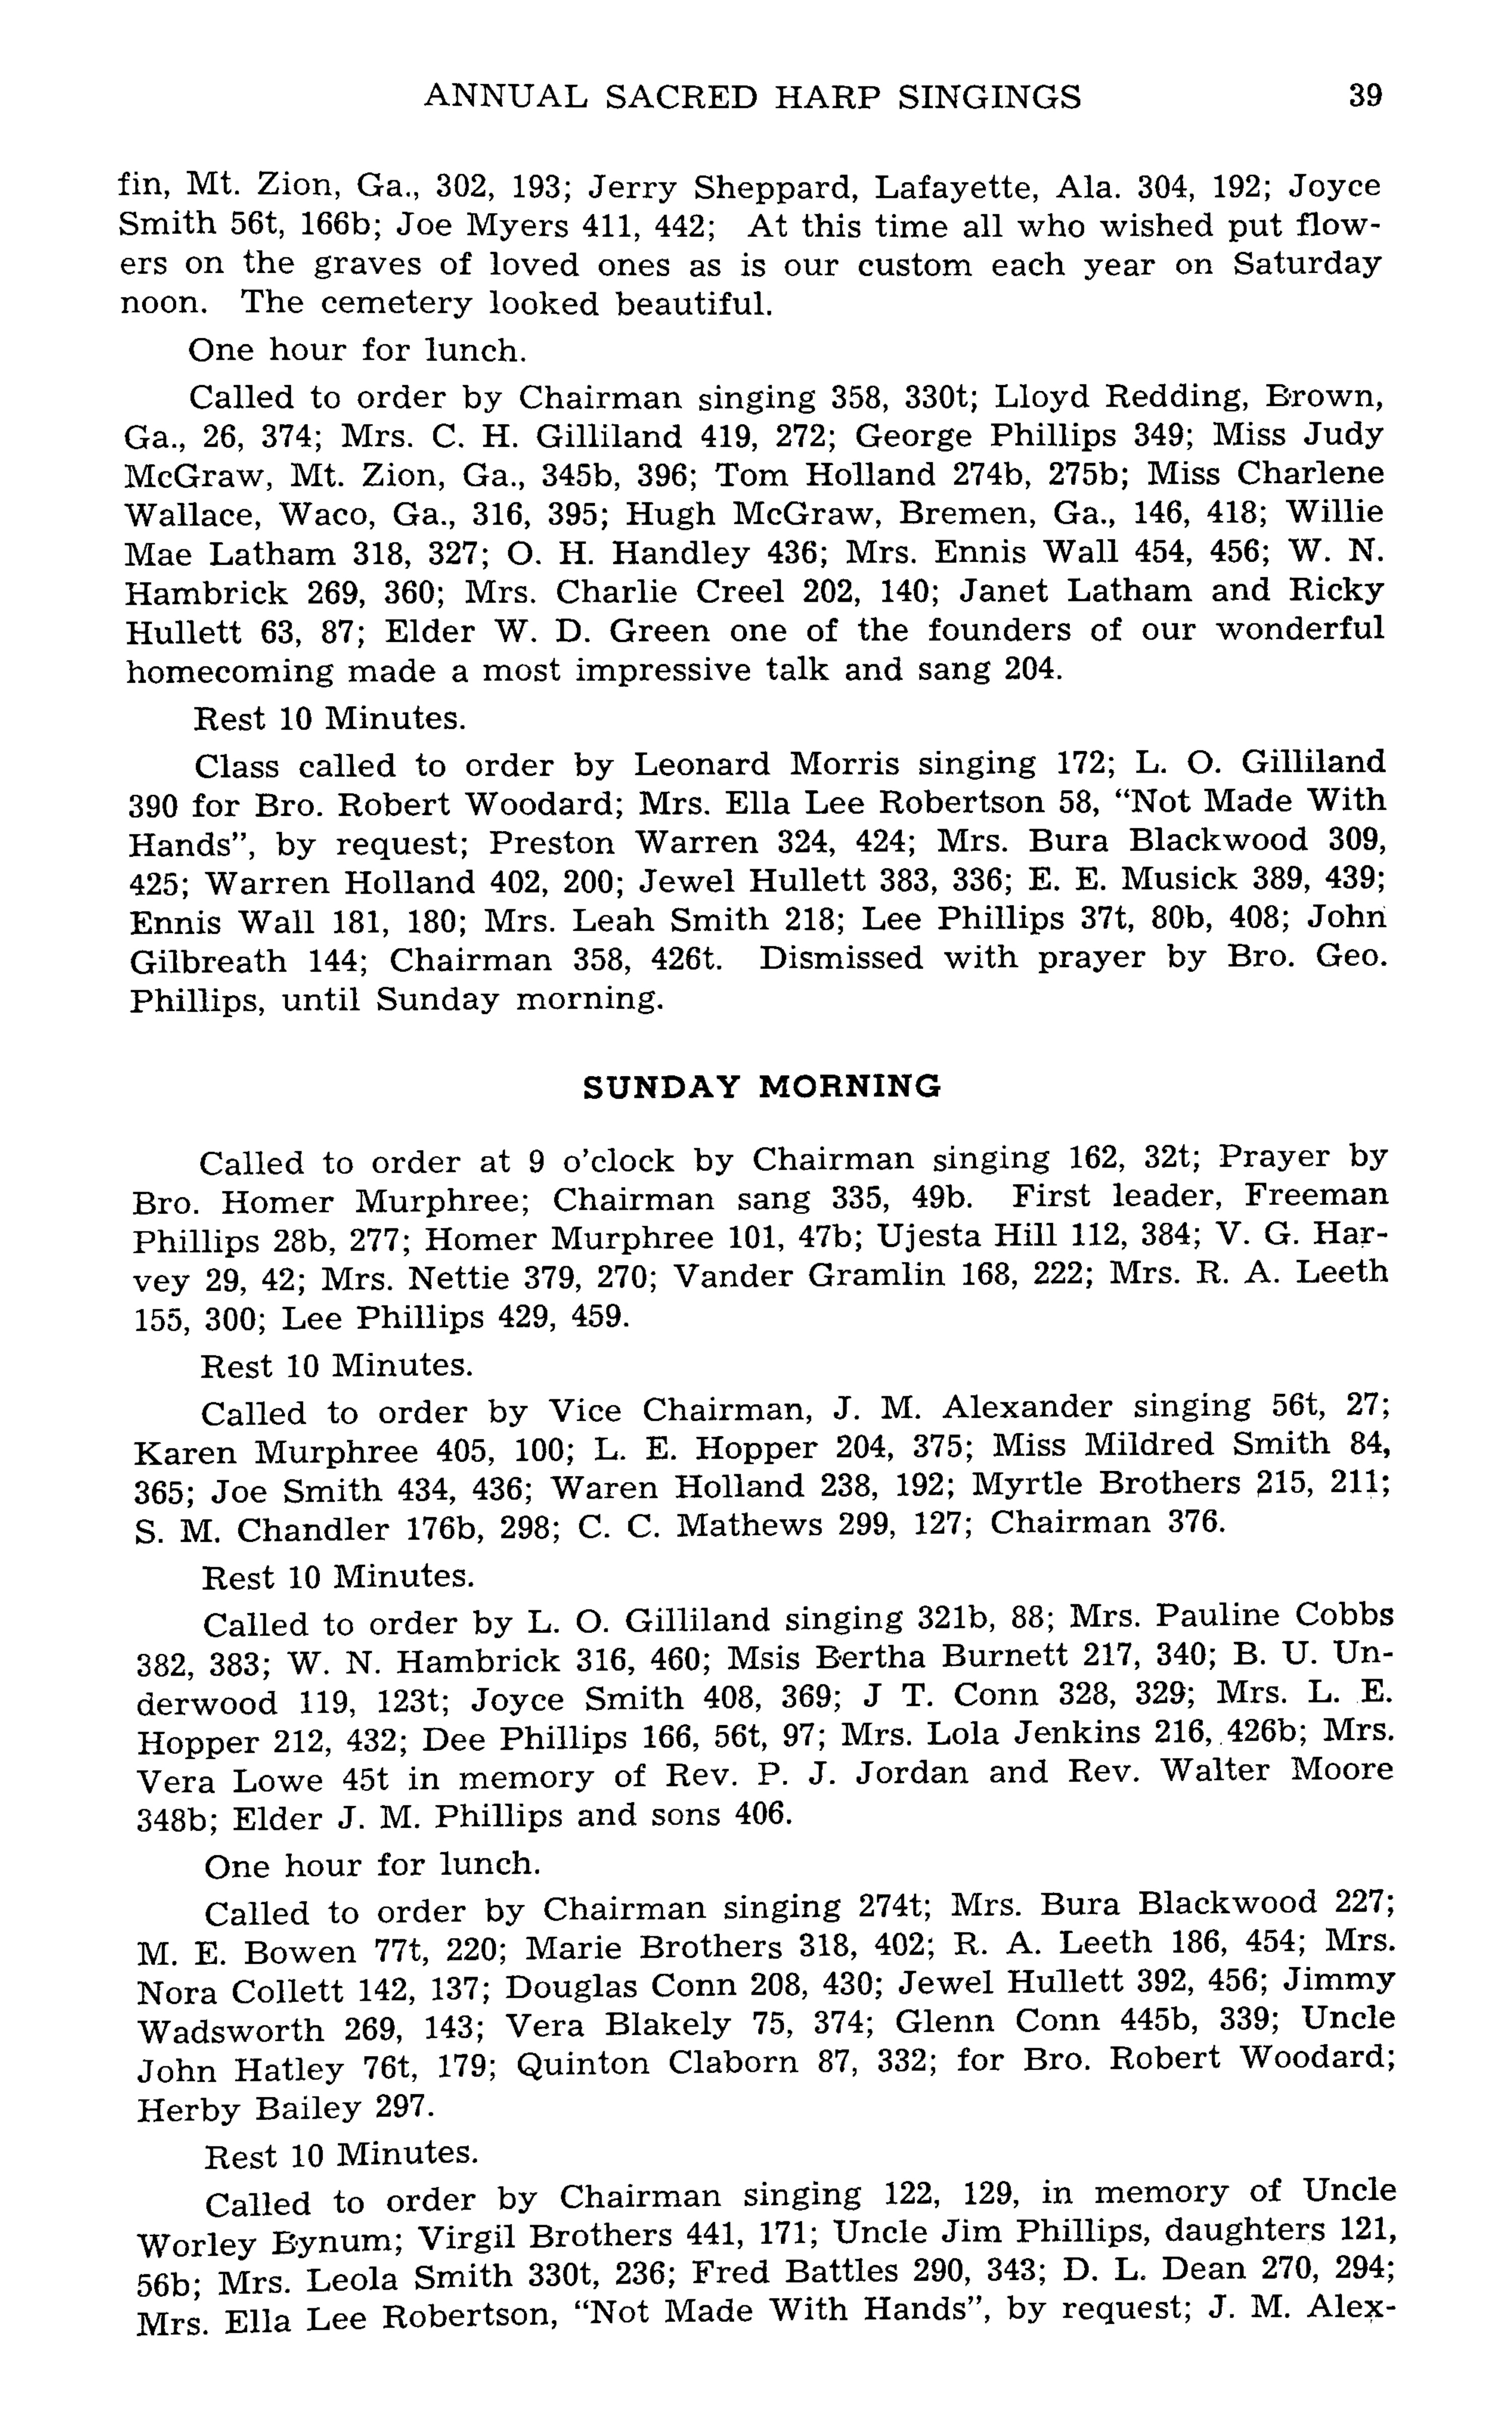 ANNUAL SACRED HARP SINGINGS 39
fin, Mt. Zion, Ga., 302, 193; Jerry Sheppard, Lafayette, Ala. 304, 192; Joyce
Smith 56t, 166b; Joe Myers 411, 442; At this time all who wished put flow-
ers on the graves of loved ones as is our custom each year on Saturday
noon. The cemetery looked beautiful.
One hour for lunch.
Called to order by Chairman singing 358, 330t; Lloyd Redding, Brown,
Ga., 26, 374; Mrs. C. H. Gilliland 419, 272; George Phillips 349; Miss Judy
McGraw, Mt. Zion, Ga., 345b, 396; Tom Holland 274b, 275b; Miss Charlene
Wallace, Waco, Ga., 316, 395; Hugh McGraw, Bremen, Ga., 146, 418; Willie
Mae Latham 318, 327; O. H. Handley 436; Mrs. Ennis Wall 454, 456; W. N.
Hambrick 269, 360; Mrs. Charlie Creel 202, 140; Janet Latham and Ricky
Hullett 63, 87; Elder W. D. Green one of the founders of our wonderful
homecoming made a most impressive talk and sang 204.
Rest 10 Minutes.
Class called to order by Leonard Morris singing 172; L. O. Gilliland
390 for Bro. Robert Woodard; Mrs. Ella Lee Robertson 58, “Not Made With
Hands”, by request; Preston Warren 324, 424; Mrs. Bura Blackwood 309,
425; Warren Holland 402, 200; Jewel Hullett 383, 336; E. E. Musick 389, 439;
Ennis Wall 181, 180; Mrs. Leah Smith 218; Lee Phillips 37t, 80b, 408; John
Gilbreath 144; Chairman 358, 426t. Dismissed with prayer by Bro. Geo.
Phillips, until Sunday morning.
SUNDAY MORNING
Called to order at 9 o’clock by Chairman singing 162, 32t; Prayer by
Bro. Homer Murphree; Chairman sang 335, 49b. First leader, Freeman
Phillips 28b, 277; Homer Murphree 101, 47b; Ujesta Hill 112, 384; V. G. Har-
vey 29, 42; Mrs. Nettie 379, 270; Vander Gramlin 168, 222; Mrs. R. A. Leeth
155, 300; Lee Phillips 429, 459.
Rest 10 Minutes.
Called to order by Vice Chairman, J. M. Alexander singing 56t, 27;
Karen Murphree 405, 100; L. E. Hopper 204, 375; Miss Mildred Smith 84,
365; Joe Smith 434, 436; Waren Holland 238, 192; Myrtle Brothers 215, 211;
S. M. Chandler 176b, 298; C. C. Mathews 299, 127; Chairman 376.
Rest 10 Minutes.
Called to order by L. O. Gilliland singing 321b, 88; Mrs. Pauline Cobbs
382, 383; W. N. Hambrick 316, 460; Msis Bertha Burnett 217, 340; B. U. Un-
derwood 119, 123t; Joyce Smith 408, 369; J T. Conn 328, 329; Mrs. L. E.
Hopper 212, 432; Dee Phillips 166, 56t, 97; Mrs. Lola Jenkins 216, 426b; Mrs.
Vera Lowe 45t in memory of Rev. P. J. Jordan and Rev. Walter Moore
348b; Elder J. M. Phillips and sons 406.
One hour for lunch.
Called to order by Chairman singing 274t; Mrs. Bura Blackwood 227;
M. E. Bowen 77t, 220; Marie Brothers 318, 402; R. A. Leeth 186, 454; Mrs.
Nora Collett 142, 137; Douglas Conn 208, 430; Jewel Hullett 392, 456; Jimmy
Wadsworth 269, 143; Vera Blakely 75, 374; Glenn Conn 445b, 339; Uncle
John Hatley 76t, 179; Quinton Claborn 87, 332; for Bro. Robert Woodard;
Herby Bailey 297.
Rest 10 Minutes.
Called to order by Chairman singing 122, 129, in memory of Uncle
Worley Bynum; Virgil Brothers 441, 171; Uncle Jim Phillips, daughters 121,
56b; Mrs. Leola Smith 330t, 236; Fred Battles 290, 343; D. L. Dean 270, 294;
Mrs. Ella Lee Robertson, “Not Made With Hands”, by request; J. M. Alex-